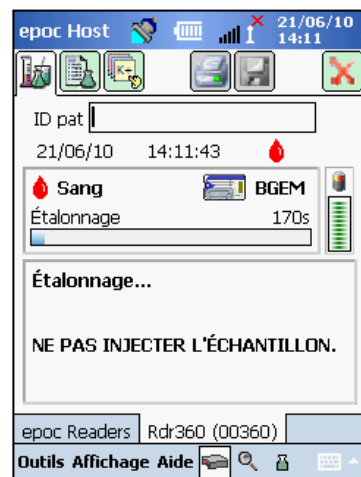 epoc Host 21/06/10
14:11
K+
ID pat
21/06/10 14:11:43
Sang BGEM
Étalonnage 170s
Étalonnage...
NE PAS INJECTER L'ÉCHANTILLON.
epoc Readers Rdr360 (00360)
Outils Affichage Aide